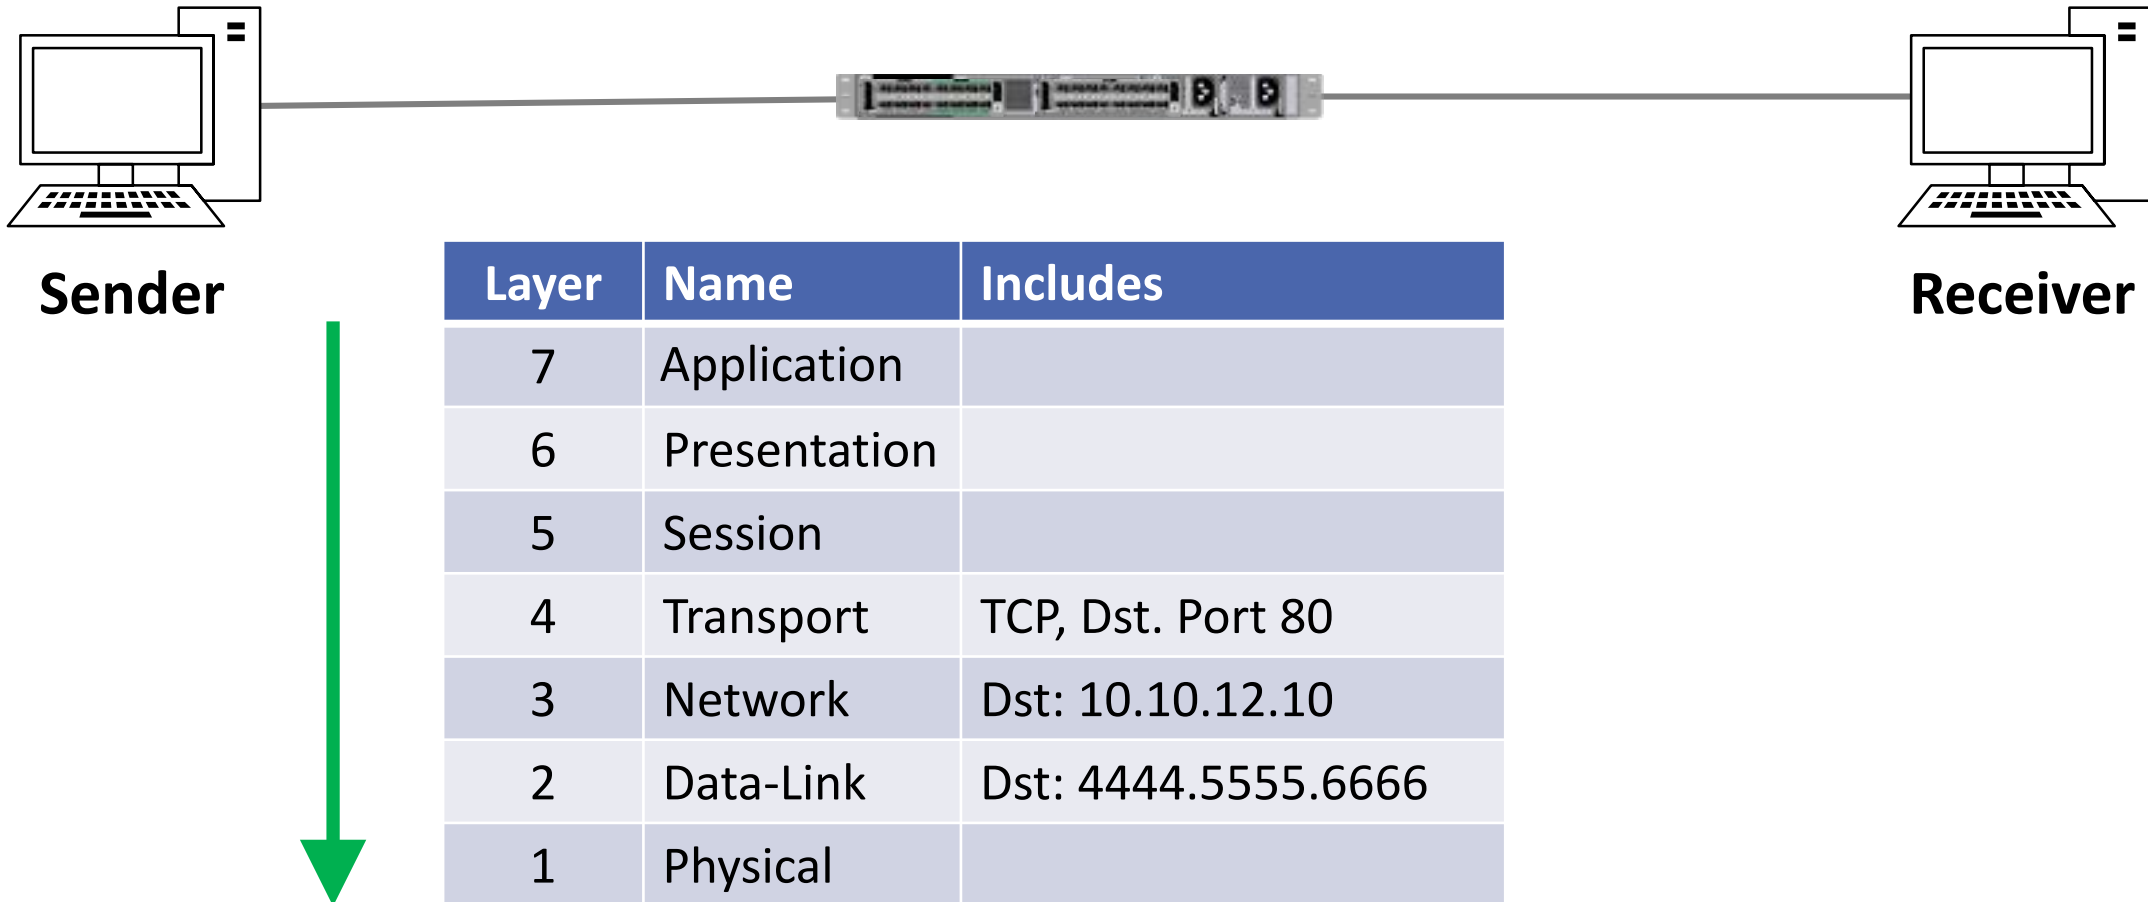 Sender
Receiver
Layer Name Includes
7 Application
6 Presentation
5 Session
4 Transport TCP, Dst. Port 80
3 Network Dst: 10.10.12.10
2 Data-Link Dst: 4444.5555.6666
1 Physical